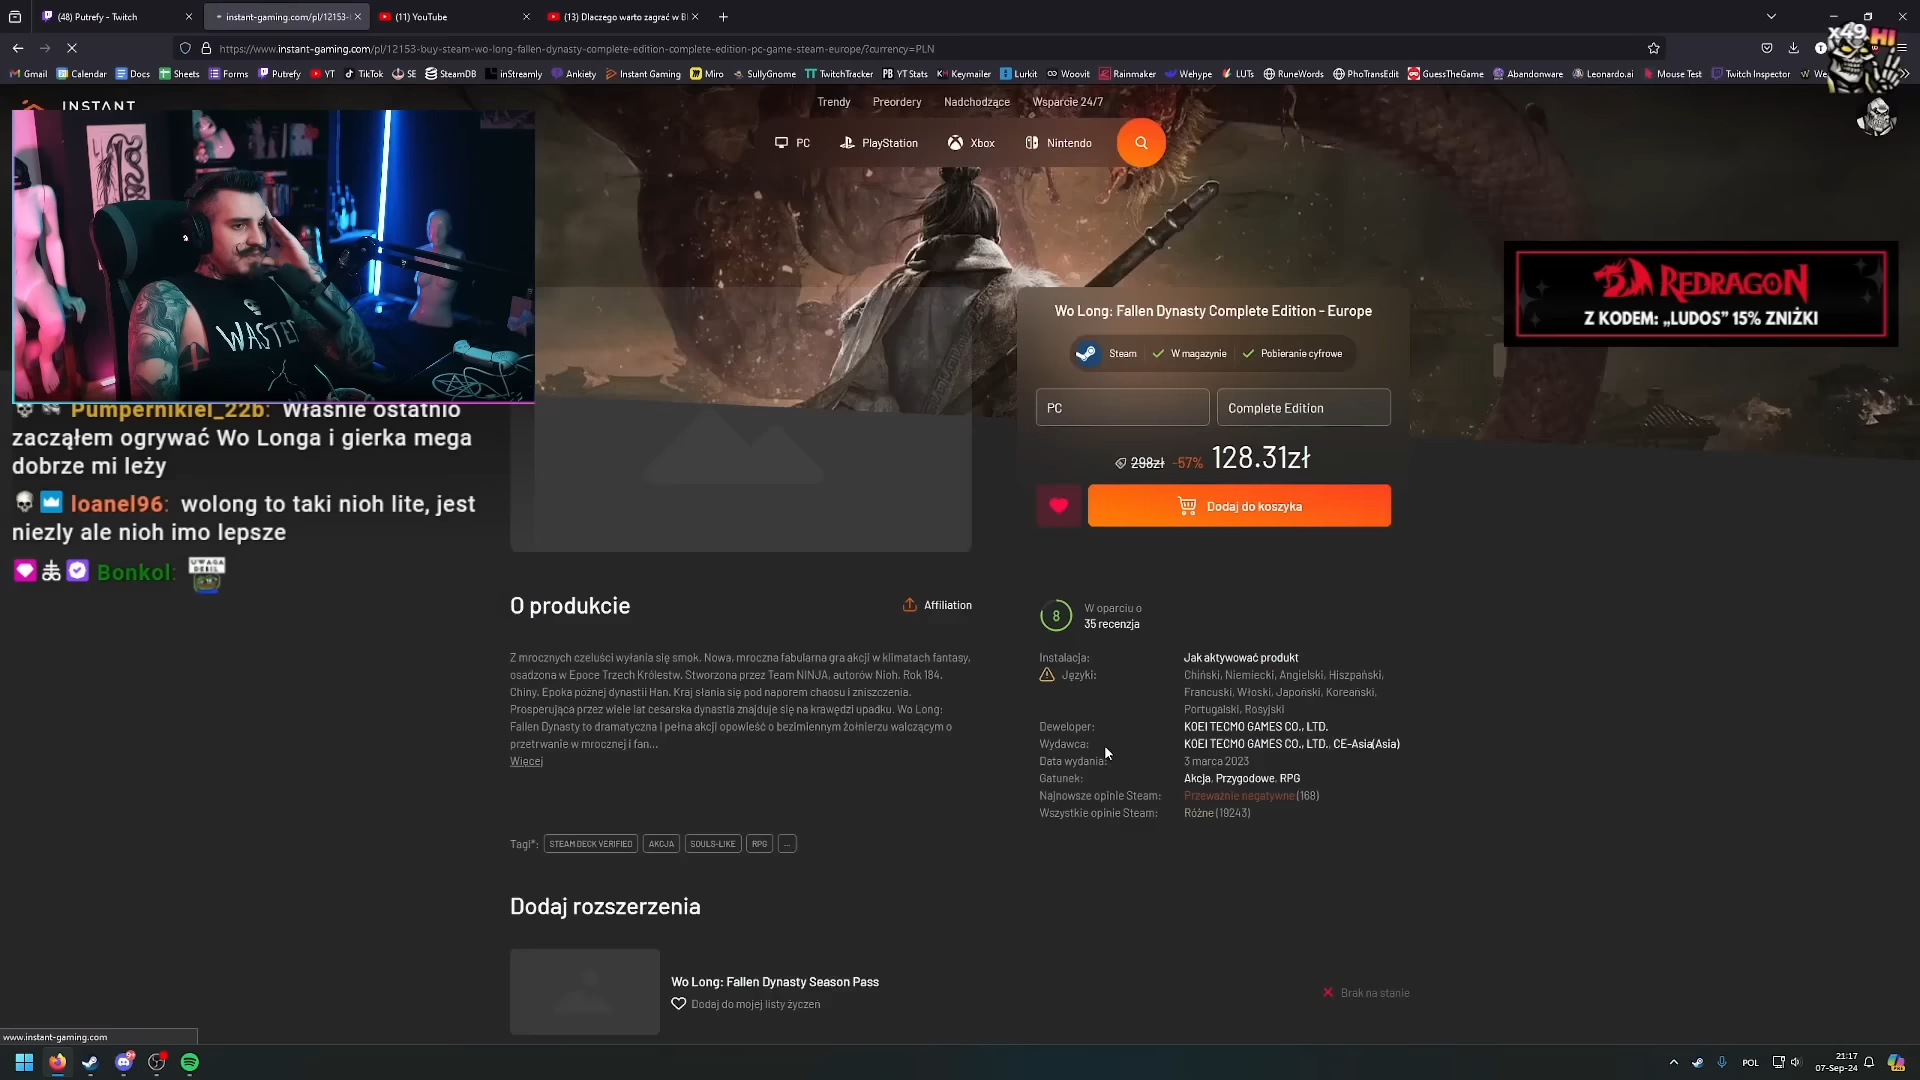 (48) Putrefy - Twitch
instant-gaming.com/pl/12153-
(11) YouTube
(13) Dlaczego warto zagrać w Bl
https://www.instant-gaming.com/pl/12153-buy-steam-wo-long-fallen-dynasty-complete-edition-complete-edition-pc-game-steam-europe/?currency=PLN
Gmail Calendar Docs Sheets Forms Putrefy YT TikTok SE SteamDB inStreamly Ankiety Instant Gaming Miro SullyGnome TwitchTracker YT Stats Keymailer Lurkit Woovit Rainmaker Wehype LUTs RuneWords PhoTransEdit GuessTheGame Abandonware Leonardo.ai Mouse Test Twitch Inspector We
x49 HI
INSTANT
Trendy Preordery Nadchodzące Wsparcie 24/7
PC PlayStation Xbox Nintendo
WASTED
REDRAGON
Z KODEM: „LUDOS” 15% ZNIŻKI
Wo Long: Fallen Dynasty Complete Edition - Europe
Steam W magazynie Pobieranie cyfrowe
PC Complete Edition
298zł -57% 128.31zł
Dodaj do koszyka
Pumpernikiel_22b: Właśnie ostatnio
zacząłem ogrywać Wo Longa i gierka mega
dobrze mi leży
loanel96: wolong to taki nioh lite, jest
niezly ale nioh imo lepsze
Bonkol:
UWAGA
DEBIL
O produkcie
Affiliation
Z mrocznych czeluści wyłania się smok. Nowa, mroczna fabularna gra akcji w klimatach fantasy,
osadzona w Epoce Trzech Królestw. Stworzona przez Team NINJA, autorów Nioh. Rok 184.
Chiny. Epoka późnej dynastii Han. Kraj słania się pod naporem chaosu i zniszczenia.
Prosperująca przez wiele lat cesarska dynastia znajduje się na krawędzi upadku. Wo Long:
Fallen Dynasty to dramatyczna i pełna akcji opowieść o bezimiennym żołnierzu walczącym o
przetrwanie w mrocznej i fan...
Więcej
8
W oparciu o
35 recenzja
Instalacja: Jak aktywować produkt
Języki: Chiński, Niemiecki, Angielski, Hiszpański,
Francuski, Włoski, Japoński, Koreański,
Portugalski, Rosyjski
Deweloper: KOEI TECMO GAMES CO., LTD.
Wydawca: KOEI TECMO GAMES CO., LTD., CE-Asia(Asia)
Data wydania: 3 marca 2023
Gatunek: Akcja, Przygodowe, RPG
Najnowsze opinie Steam: Przeważnie negatywne (168)
Wszystkie opinie Steam: Różne (19243)
Tagi*: STEAM DECK VERIFIED AKCJA SOULS-LIKE RPG ...
Dodaj rozszerzenia
Wo Long: Fallen Dynasty Season Pass
Dodaj do mojej listy życzeń
Brak na stanie
www.instant-gaming.com
POL
21:17
07-Sep-24